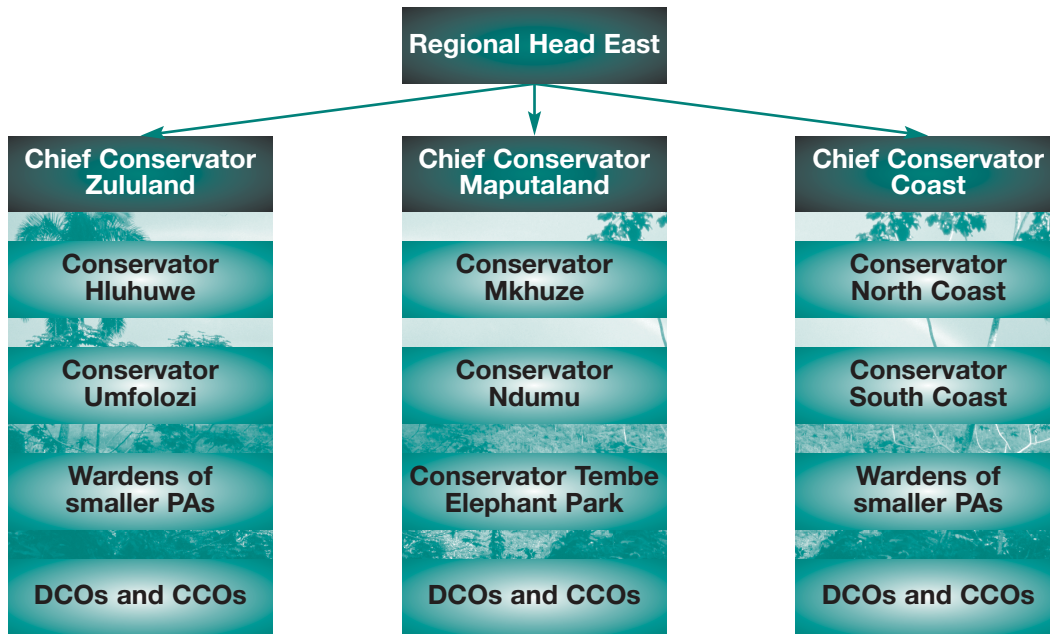 Regional Head East
Chief Conservator
Zululand
Conservator
Hluhuwe
Conservator
Umfolozi
Wardens of
smaller PAs
DCOs and CCOs
Chief Conservator
Maputaland
Conservator
Mkhuze
Conservator
Ndumu
Conservator Tembe
Elephant Park
DCOs and CCOs
Chief Conservator
Coast
Conservator
North Coast
Conservator
South Coast
Wardens of
smaller PAs
DCOs and CCOs